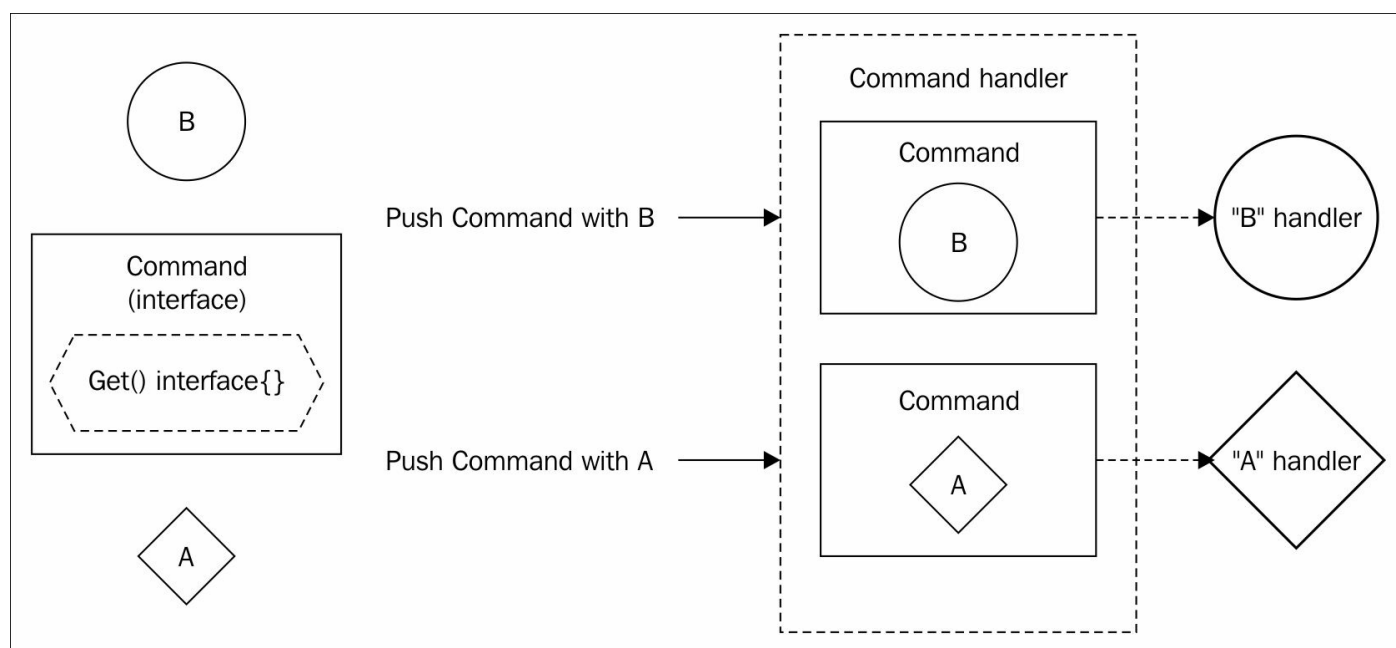 B
Command
(interface)
Get() interface{}
A
Push Command with B
Push Command with A
Command handler
Command
B
Command
A
"B" handler
"A" handler